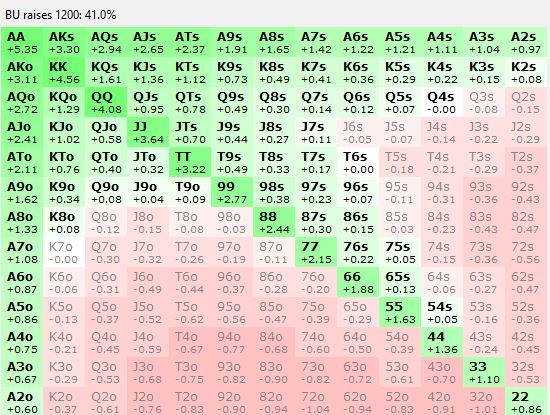 BU raises 1200: 41.0%
AA AKs AQs AJs ATs A9s A8s A7s A6s A5s A4s A3s A2s
+5.35 +3.30 +2.94 +2.65 +2.37 +1.91 +1.65 +1.42 +1.22 +1.21 +1.11 +1.04 +0.97
AKo KK KQs KJs KTs K9s K8s K7s K6s K5s K4s K3s K2s
+3.11 +4.56 +1.61 +1.36 +1.12 +0.73 +0.49 +0.41 +0.36 +0.29 +0.22 +0.15 +0.08
AQo KQo QQ QJs QTs Q9s Q8s Q7s Q6s Q5s Q4s Q3s Q2s
+2.72 +1.29 +4.08 +0.95 +0.78 +0.49 +0.30 +0.14 +0.12 +0.07 -0.00 -0.08 -0.15
AJo KJo QJo JJ JTs J9s J8s J7s J6s J5s J4s J3s J2s
+2.41 +1.02 +0.58 +3.64 +0.70 +0.44 +0.27 +0.11 -0.05 -0.07 -0.14 -0.22 -0.29
ATo KTo QTo JTo TT T9s T8s T7s T6s T5s T4s T3s T2s
+2.11 +0.76 +0.40 +0.32 +3.22 +0.49 +0.33 +0.17 +0.00 -0.18 -0.21 -0.29 -0.37
A9o K9o Q9o J9o T9o 99 98s 97s 96s 95s 94s 93s 92s
+1.62 +0.34 +0.08 +0.04 +0.09 +2.77 +0.38 +0.23 +0.07 -0.11 -0.31 -0.36 -0.43
A8o K8o Q8o J8o T8o 98o 88 87s 86s 85s 84s 83s 82s
+1.33 +0.08 -0.12 -0.15 -0.08 -0.03 +2.44 +0.30 +0.15 -0.03 -0.23 -0.43 -0.47
A7o K7o Q7o J7o T7o 97o 87o 77 76s 75s 74s 73s 72s
+1.08 -0.00 -0.30 -0.32 -0.26 -0.19 -0.11 +2.15 +0.22 +0.05 -0.15 -0.36 -0.56
A6o K6o Q6o J6o T6o 96o 86o 76o 66 65s 64s 63s 62s
+0.87 -0.06 -0.31 -0.49 -0.44 -0.37 -0.28 -0.20 +1.88 +0.13 -0.06 -0.27 -0.47
A5o K5o Q5o J5o T5o 95o 85o 75o 65o 55 54s 53s 52s
+0.86 -0.13 -0.37 -0.52 -0.62 -0.56 -0.47 -0.39 -0.29 +1.63 +0.05 -0.16 -0.36
A4o K4o Q4o J4o T4o 94o 84o 74o 64o 54o 44 43s 42s
+0.75 -0.21 -0.45 -0.59 -0.67 -0.77 -0.68 -0.60 -0.50 -0.39 +1.36 -0.24 -0.45
A3o K3o Q3o J3o T3o 93o 83o 73o 63o 53o 43o 33 32s
+0.67 -0.29 -0.53 -0.68 -0.75 -0.82 -0.90 -0.82 -0.72 -0.61 -0.70 +1.10 -0.53
A2o K2o Q2o J2o T2o 92o 82o 72o 62o 52o 42o 32o 22
+0.60 -0.37 -0.61 -0.76 -0.83 -0.90 -0.94 -1.04 -0.94 -0.83 -0.91 -1.00 +0.86